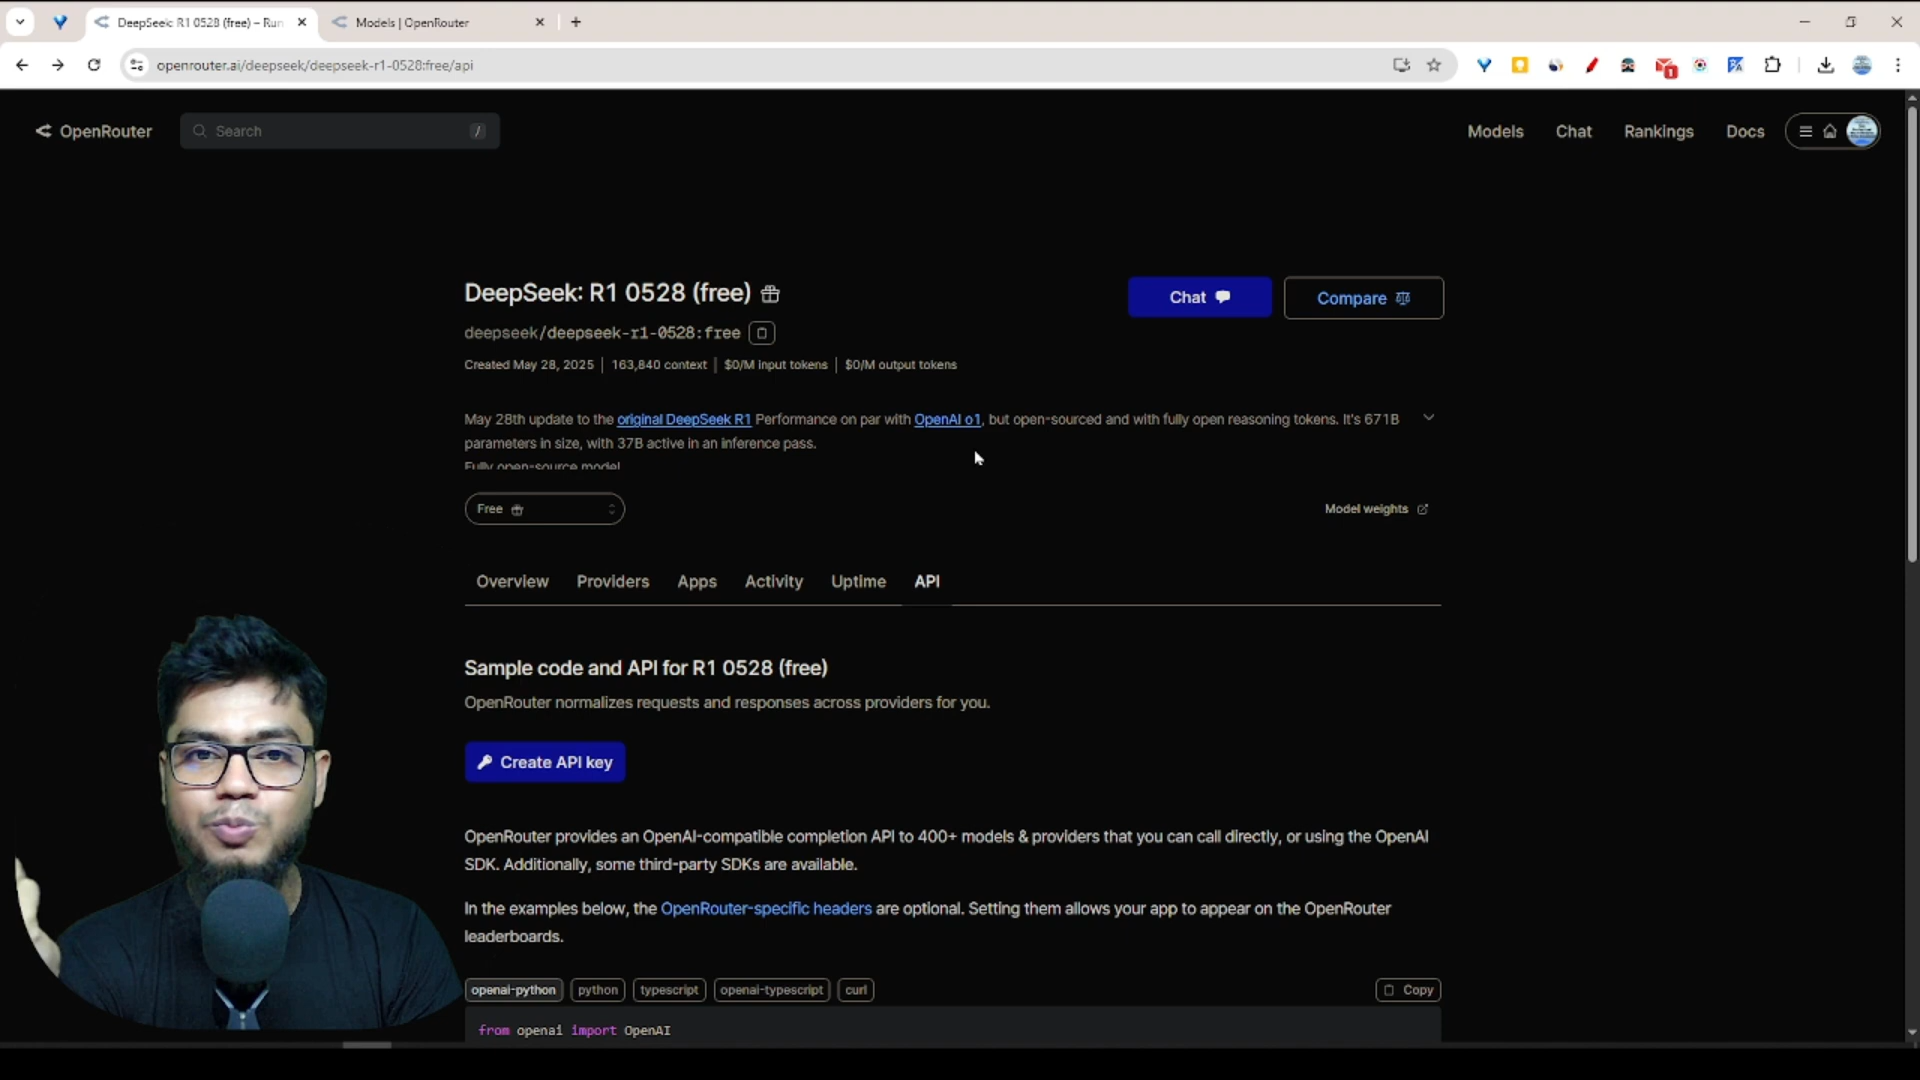 DeepSeek: R1 0528 (free) – Run
Models | OpenRouter
openrouter.ai/deepseek/deepseek-r1-0528:free/api
1
OpenRouter
Search
/
Models
Chat
Rankings
Docs
DeepSeek: R1 0528 (free)
Chat
Compare
deepseek/deepseek-r1-0528:free
Created May 28, 2025 | 163,840 context | $0/M input tokens | $0/M output tokens
May 28th update to the original DeepSeek R1 Performance on par with OpenAI o1, but open-sourced and with fully open reasoning tokens. It's 671B
parameters in size, with 37B active in an inference pass.
Fully open-source model
Free
Model weights
Overview
Providers
Apps
Activity
Uptime
API
Sample code and API for R1 0528 (free)
OpenRouter normalizes requests and responses across providers for you.
Create API key
OpenRouter provides an OpenAI-compatible completion API to 400+ models & providers that you can call directly, or using the OpenAI
SDK. Additionally, some third-party SDKs are available.
In the examples below, the OpenRouter-specific headers are optional. Setting them allows your app to appear on the OpenRouter
leaderboards.
openai-python
python
typescript
openai-typescript
curl
Copy
from openai import OpenAI